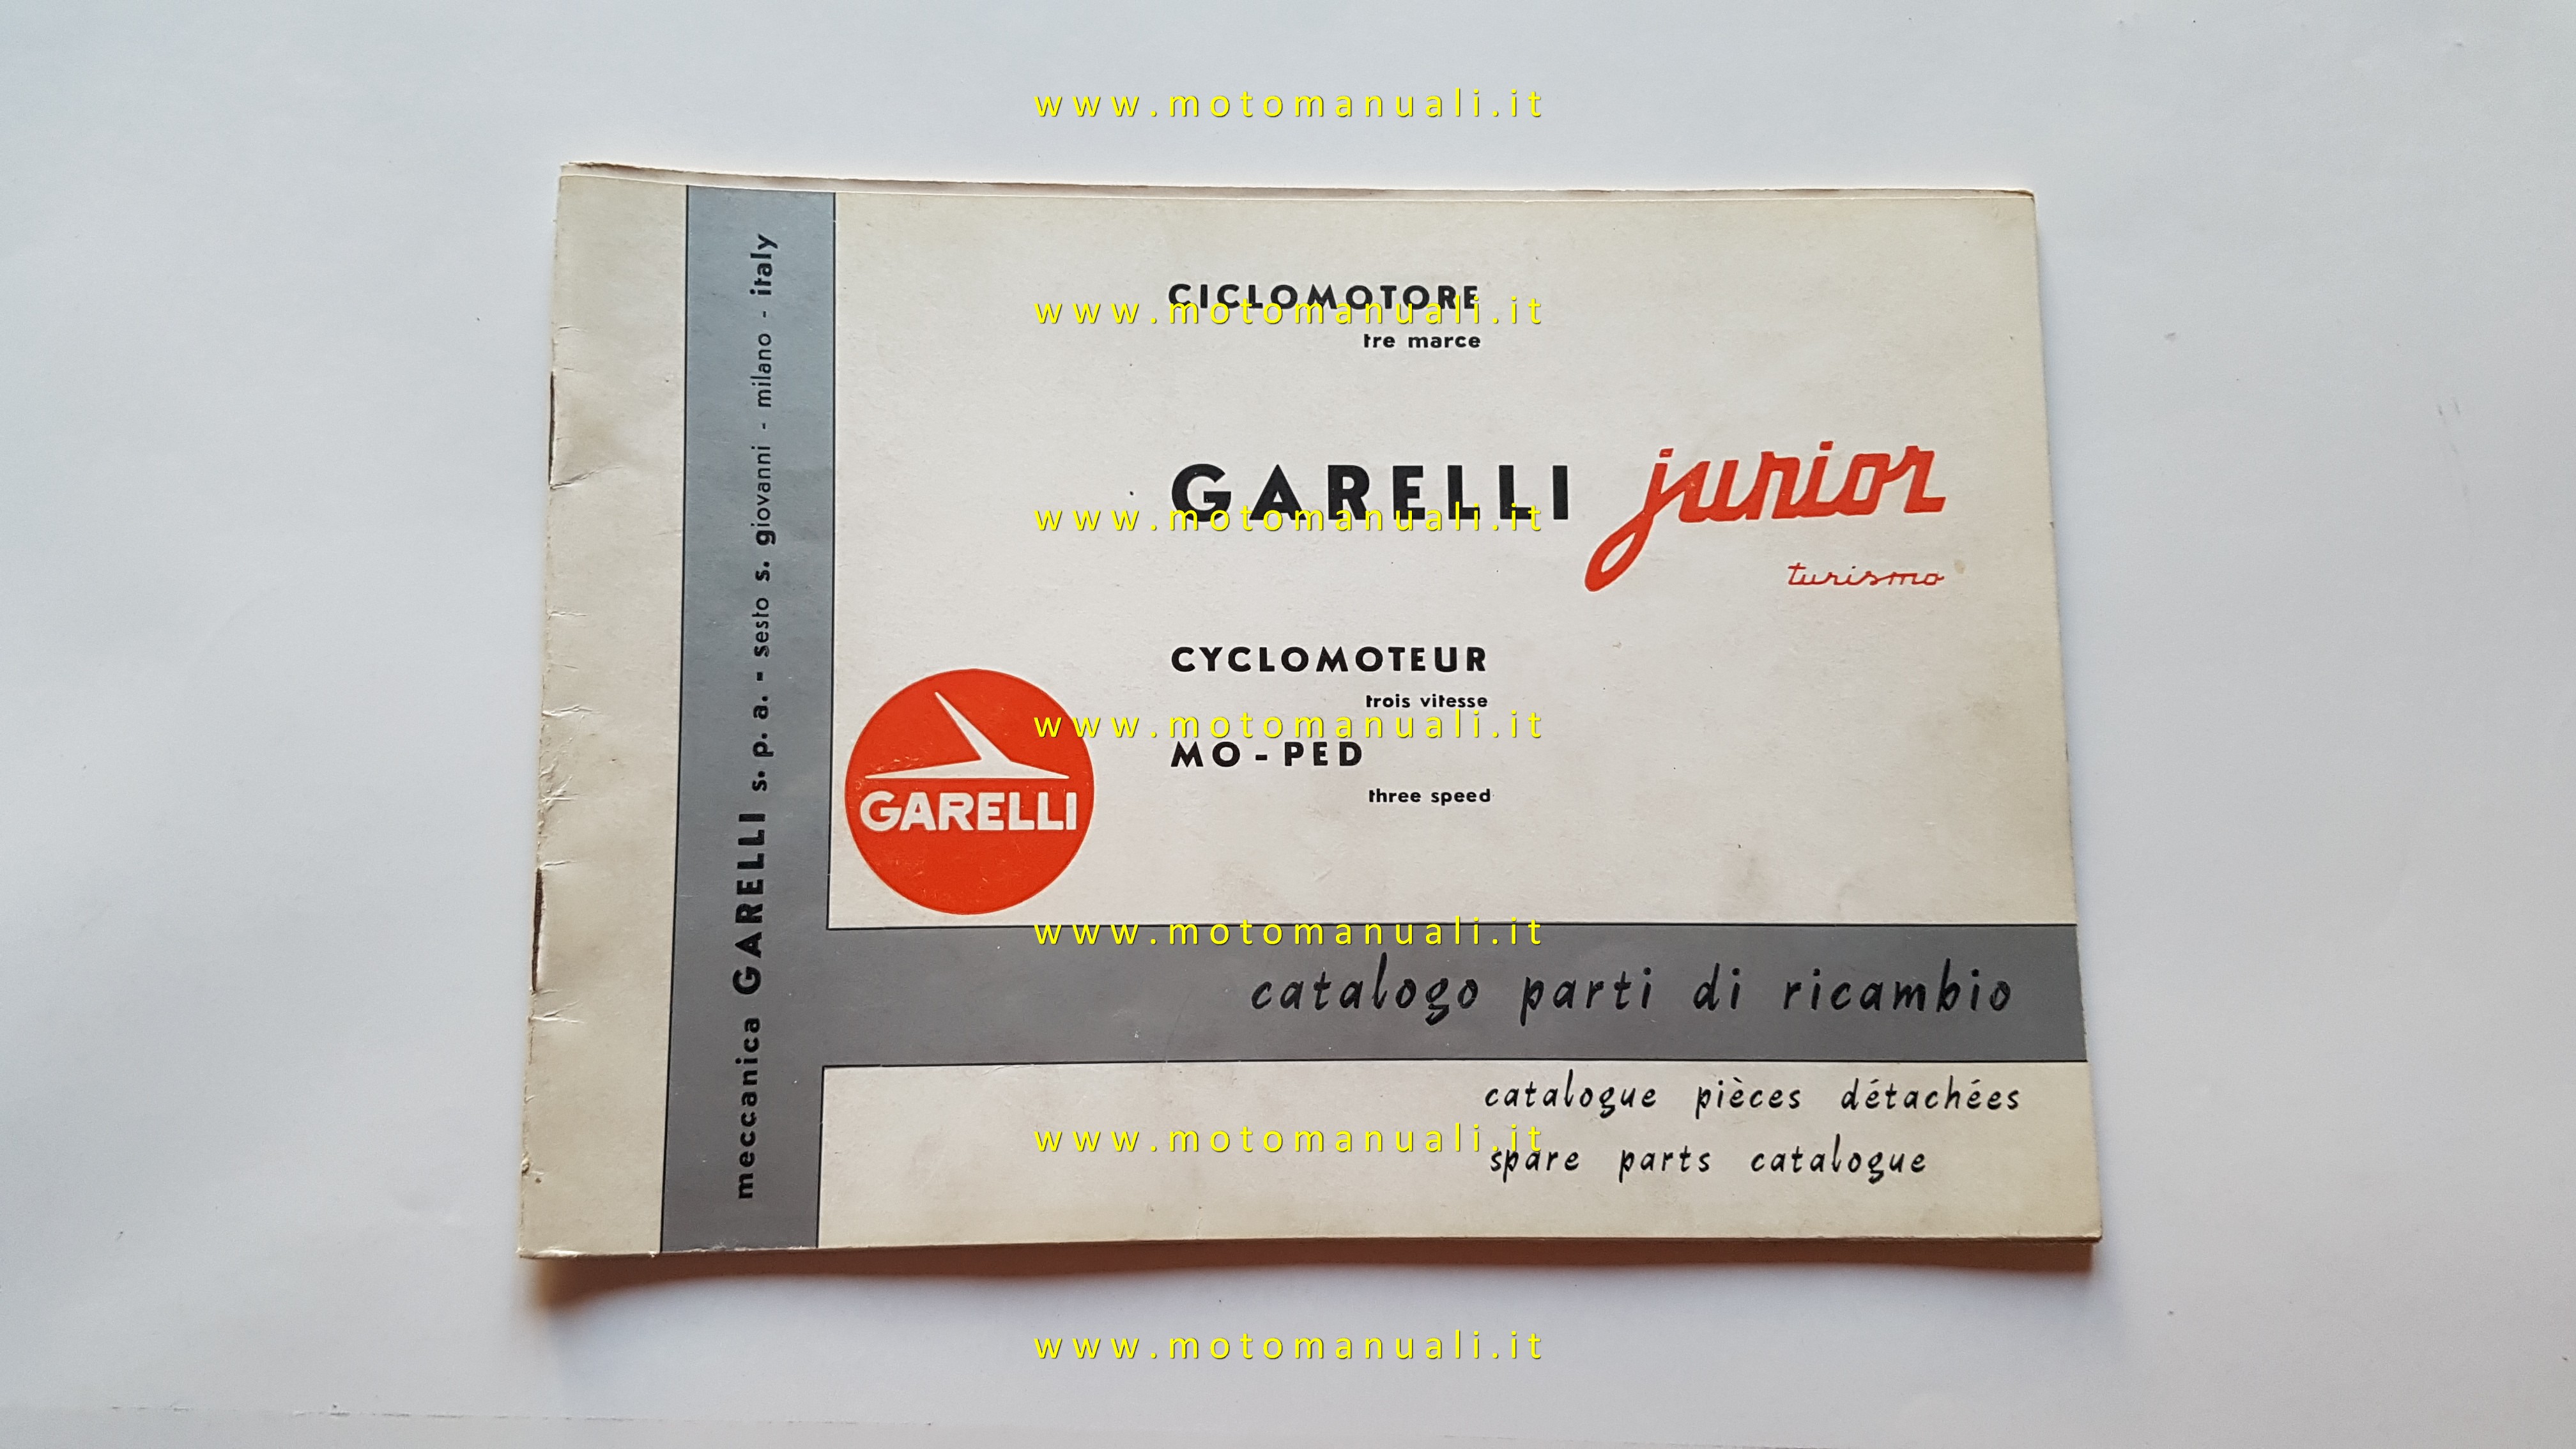 www.motomanuali.it
CICLOMOTORE
www.motomanuali.it
tre marce
GARELLI junior
www.motomanuali.it
turismo
CYCLOMOTEUR
trois vitesse
www.motomanuali.it
MO-PED
three speed
GARELLI
meccanica GARELLI s. p. a. - sesto s. giovanni - milano - italy
www.motomanuali.it
catalogo parti di ricambio
catalogue pièces détachées
www.motomanuali.it
spare parts catalogue
www.motomanuali.it